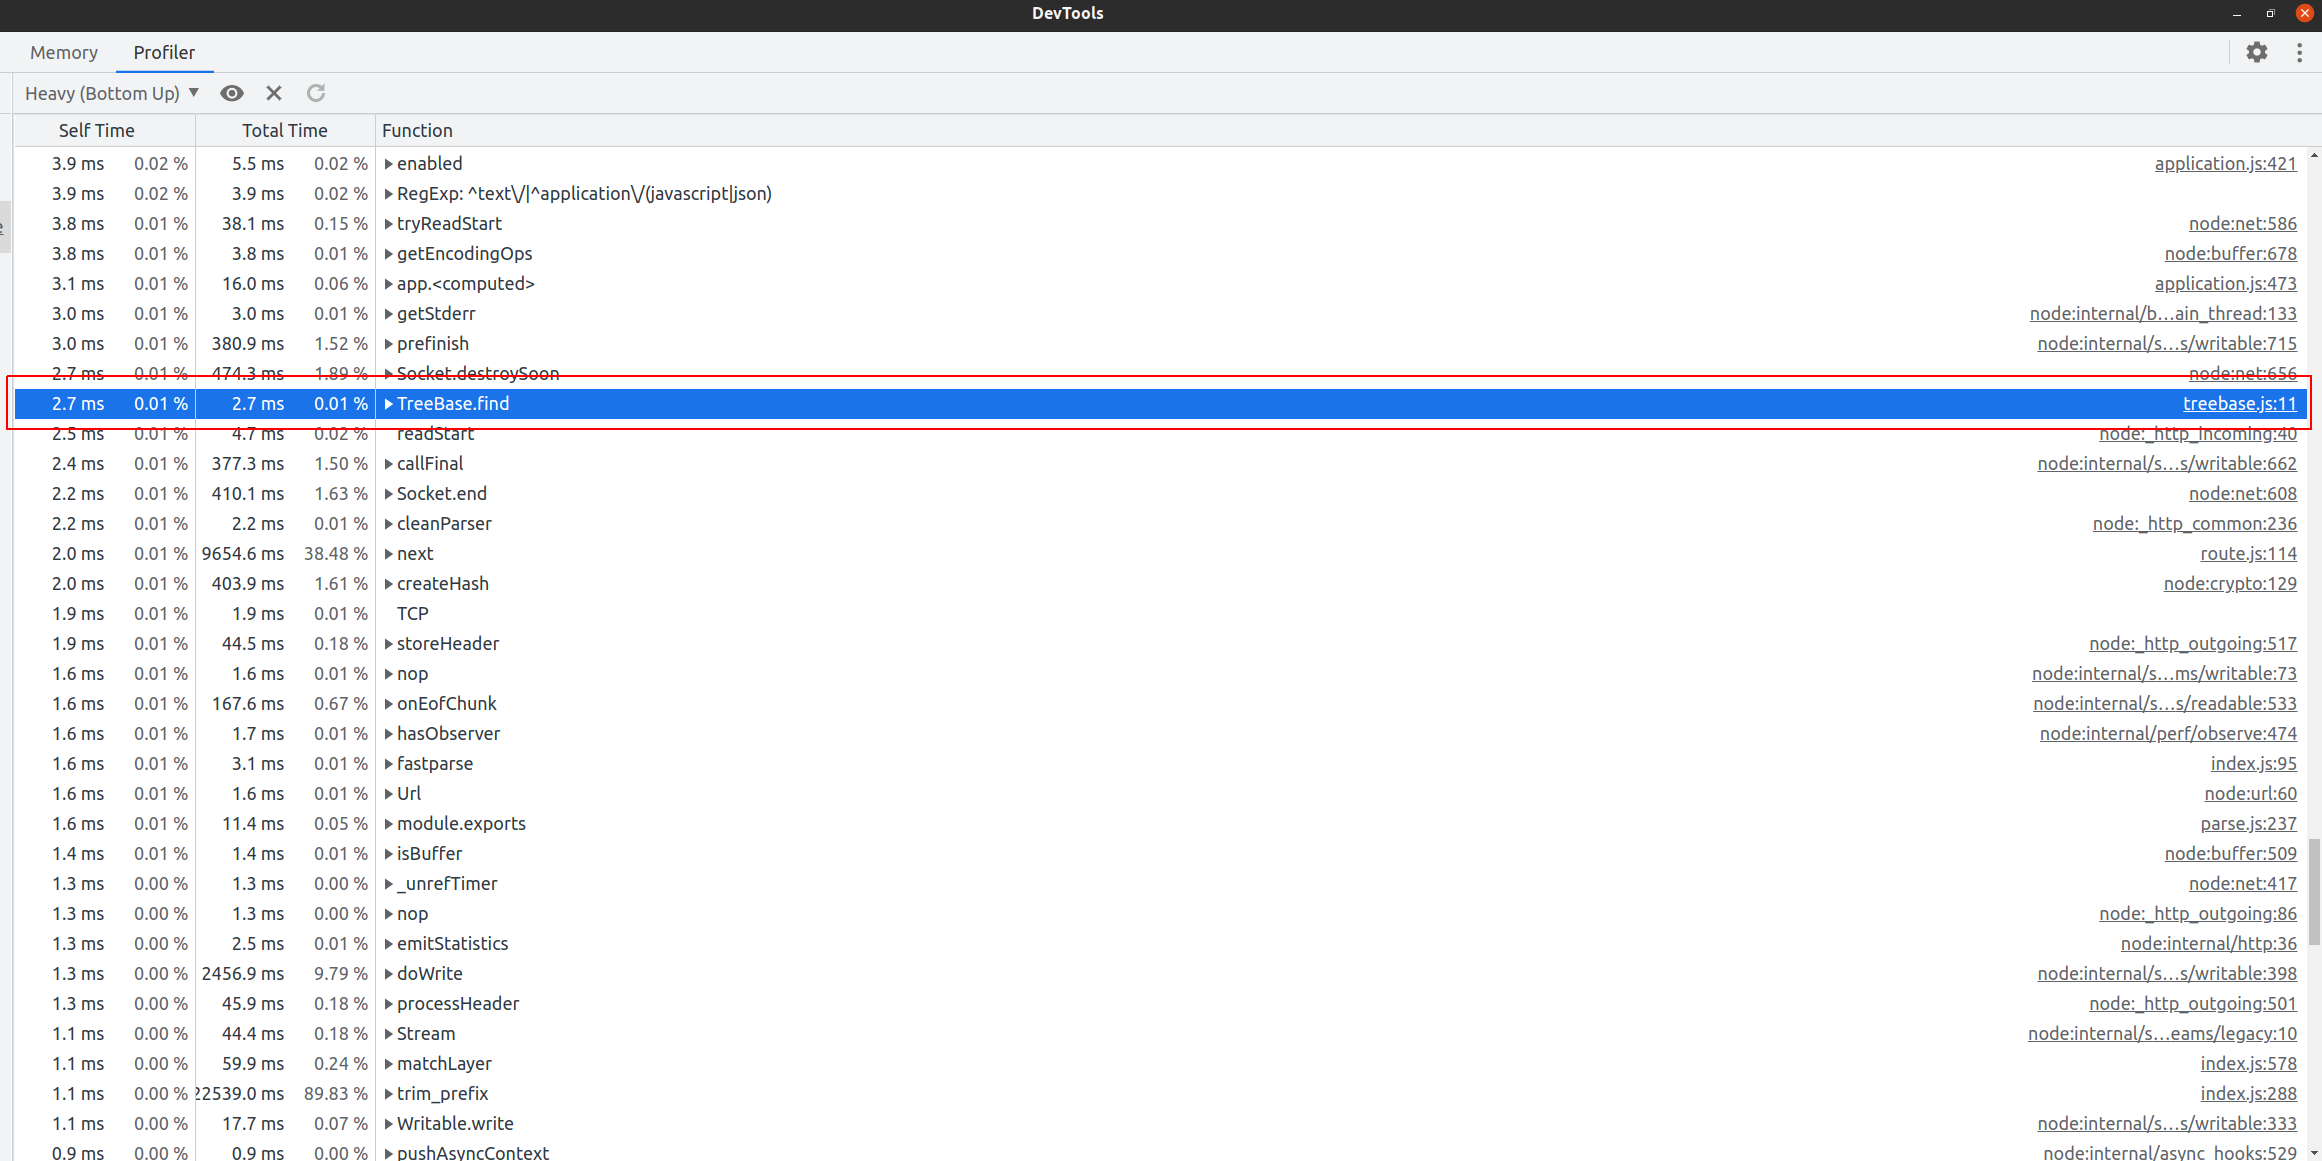 DevTools
Memory Profiler
Heavy (Bottom Up)
Self Time Total Time Function
3.9 ms 0.02 % 5.5 ms 0.02 % enabled application.js:421
3.9 ms 0.02 % 3.9 ms 0.02 % RegExp: ^text\/|^application\/(javascript|json)
3.8 ms 0.01 % 38.1 ms 0.15 % tryReadStart node:net:586
3.8 ms 0.01 % 3.8 ms 0.01 % getEncodingOps node:buffer:678
3.1 ms 0.01 % 16.0 ms 0.06 % app.<computed> application.js:473
3.0 ms 0.01 % 3.0 ms 0.01 % getStderr node:internal/b…ain_thread:133
3.0 ms 0.01 % 380.9 ms 1.52 % prefinish node:internal/s…s/writable:715
2.7 ms 0.01 % 474.3 ms 1.89 % Socket.destroySoon node:net:656
2.7 ms 0.01 % 2.7 ms 0.01 % TreeBase.find treebase.js:11
2.5 ms 0.01 % 4.7 ms 0.02 % readStart node:_http_incoming:40
2.4 ms 0.01 % 377.3 ms 1.50 % callFinal node:internal/s…s/writable:662
2.2 ms 0.01 % 410.1 ms 1.63 % Socket.end node:net:608
2.2 ms 0.01 % 2.2 ms 0.01 % cleanParser node:_http_common:236
2.0 ms 0.01 % 9654.6 ms 38.48 % next route.js:114
2.0 ms 0.01 % 403.9 ms 1.61 % createHash node:crypto:129
1.9 ms 0.01 % 1.9 ms 0.01 % TCP
1.9 ms 0.01 % 44.5 ms 0.18 % storeHeader node:_http_outgoing:517
1.6 ms 0.01 % 1.6 ms 0.01 % nop node:internal/s…ms/writable:73
1.6 ms 0.01 % 167.6 ms 0.67 % onEofChunk node:internal/s…s/readable:533
1.6 ms 0.01 % 1.7 ms 0.01 % hasObserver node:internal/perf/observe:474
1.6 ms 0.01 % 3.1 ms 0.01 % fastparse index.js:95
1.6 ms 0.01 % 1.6 ms 0.01 % Url node:url:60
1.6 ms 0.01 % 11.4 ms 0.05 % module.exports parse.js:237
1.4 ms 0.01 % 1.4 ms 0.01 % isBuffer node:buffer:509
1.3 ms 0.00 % 1.3 ms 0.00 % _unrefTimer node:net:417
1.3 ms 0.00 % 1.3 ms 0.00 % nop node:_http_outgoing:86
1.3 ms 0.00 % 2.5 ms 0.01 % emitStatistics node:internal/http:36
1.3 ms 0.00 % 2456.9 ms 9.79 % doWrite node:internal/s…s/writable:398
1.3 ms 0.00 % 45.9 ms 0.18 % processHeader node:_http_outgoing:501
1.1 ms 0.00 % 44.4 ms 0.18 % Stream node:internal/s…eams/legacy:10
1.1 ms 0.00 % 59.9 ms 0.24 % matchLayer index.js:578
1.1 ms 0.00 % 22539.0 ms 89.83 % trim_prefix index.js:288
1.1 ms 0.00 % 17.7 ms 0.07 % Writable.write node:internal/s…s/writable:333
0.9 ms 0.00 % 0.9 ms 0.00 % pushAsyncContext node:internal/async_hooks:529